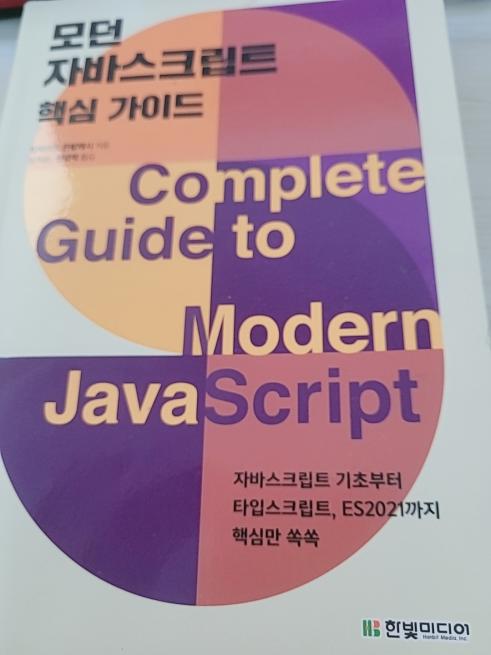 모던
자바스크립트
핵심 가이드
지음
옮김
Complete
Guide to
Modern
JavaScript
자바스크립트 기초부터
타입스크립트, ES2021까지
핵심만 쏙쏙
HB 한빛미디어
Hanbit Media, Inc.